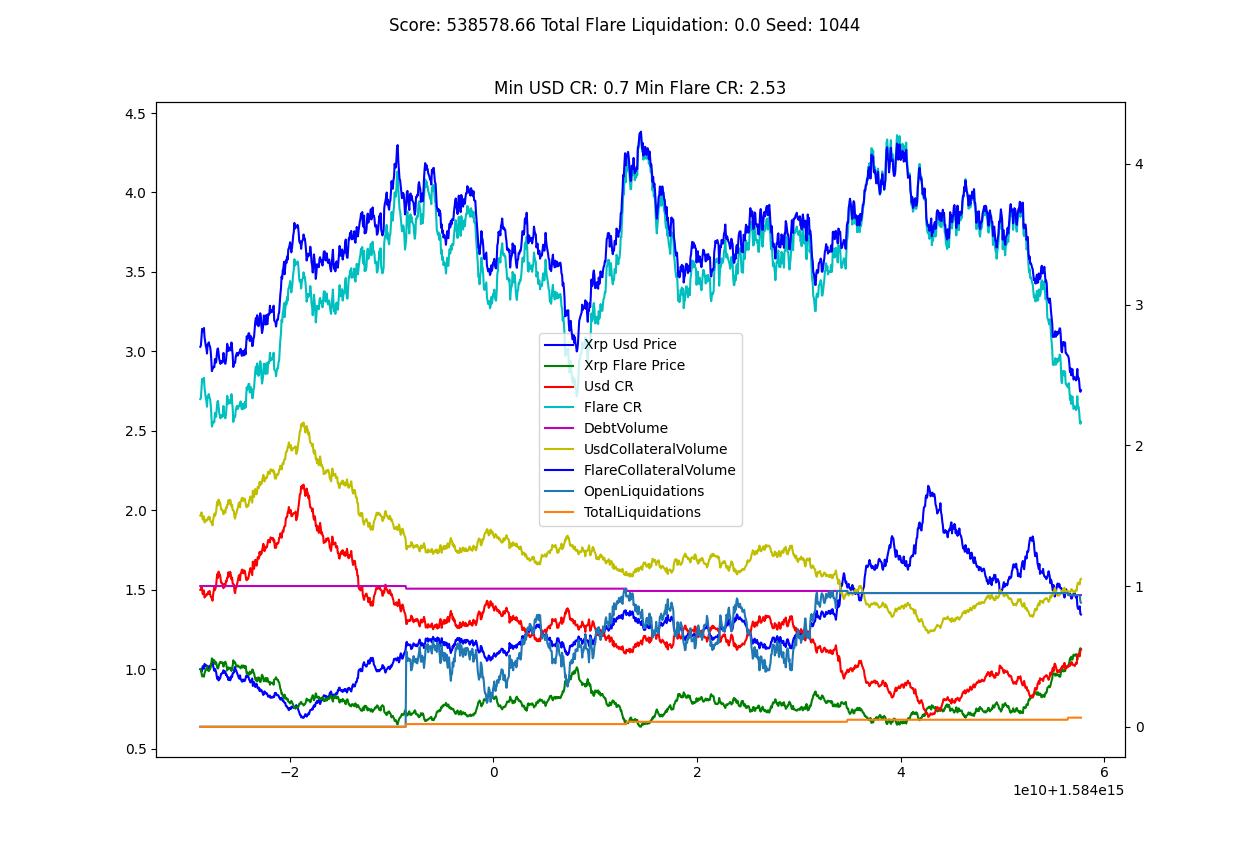 Score: 538578.66 Total Flare Liquidation: 0.0 Seed: 1044
Min USD CR: 0.7 Min Flare CR: 2.53
4.5
4.0
3.5
3.0
2.5
2.0
1.5
1.0
0.5
4
3
2
1
0
Xrp Usd Price
Xrp Flare Price
Usd CR
Flare CR
DebtVolume
UsdCollateralVolume
FlareCollateralVolume
OpenLiquidations
TotalLiquidations
−2 0 2 4 6
1e10+1.584e15